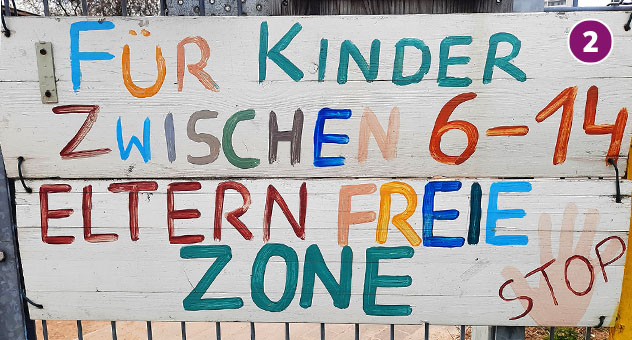 2
FÜR KINDER
ZWISCHEN 6-14
ELTERN FREIE
ZONE
STOP